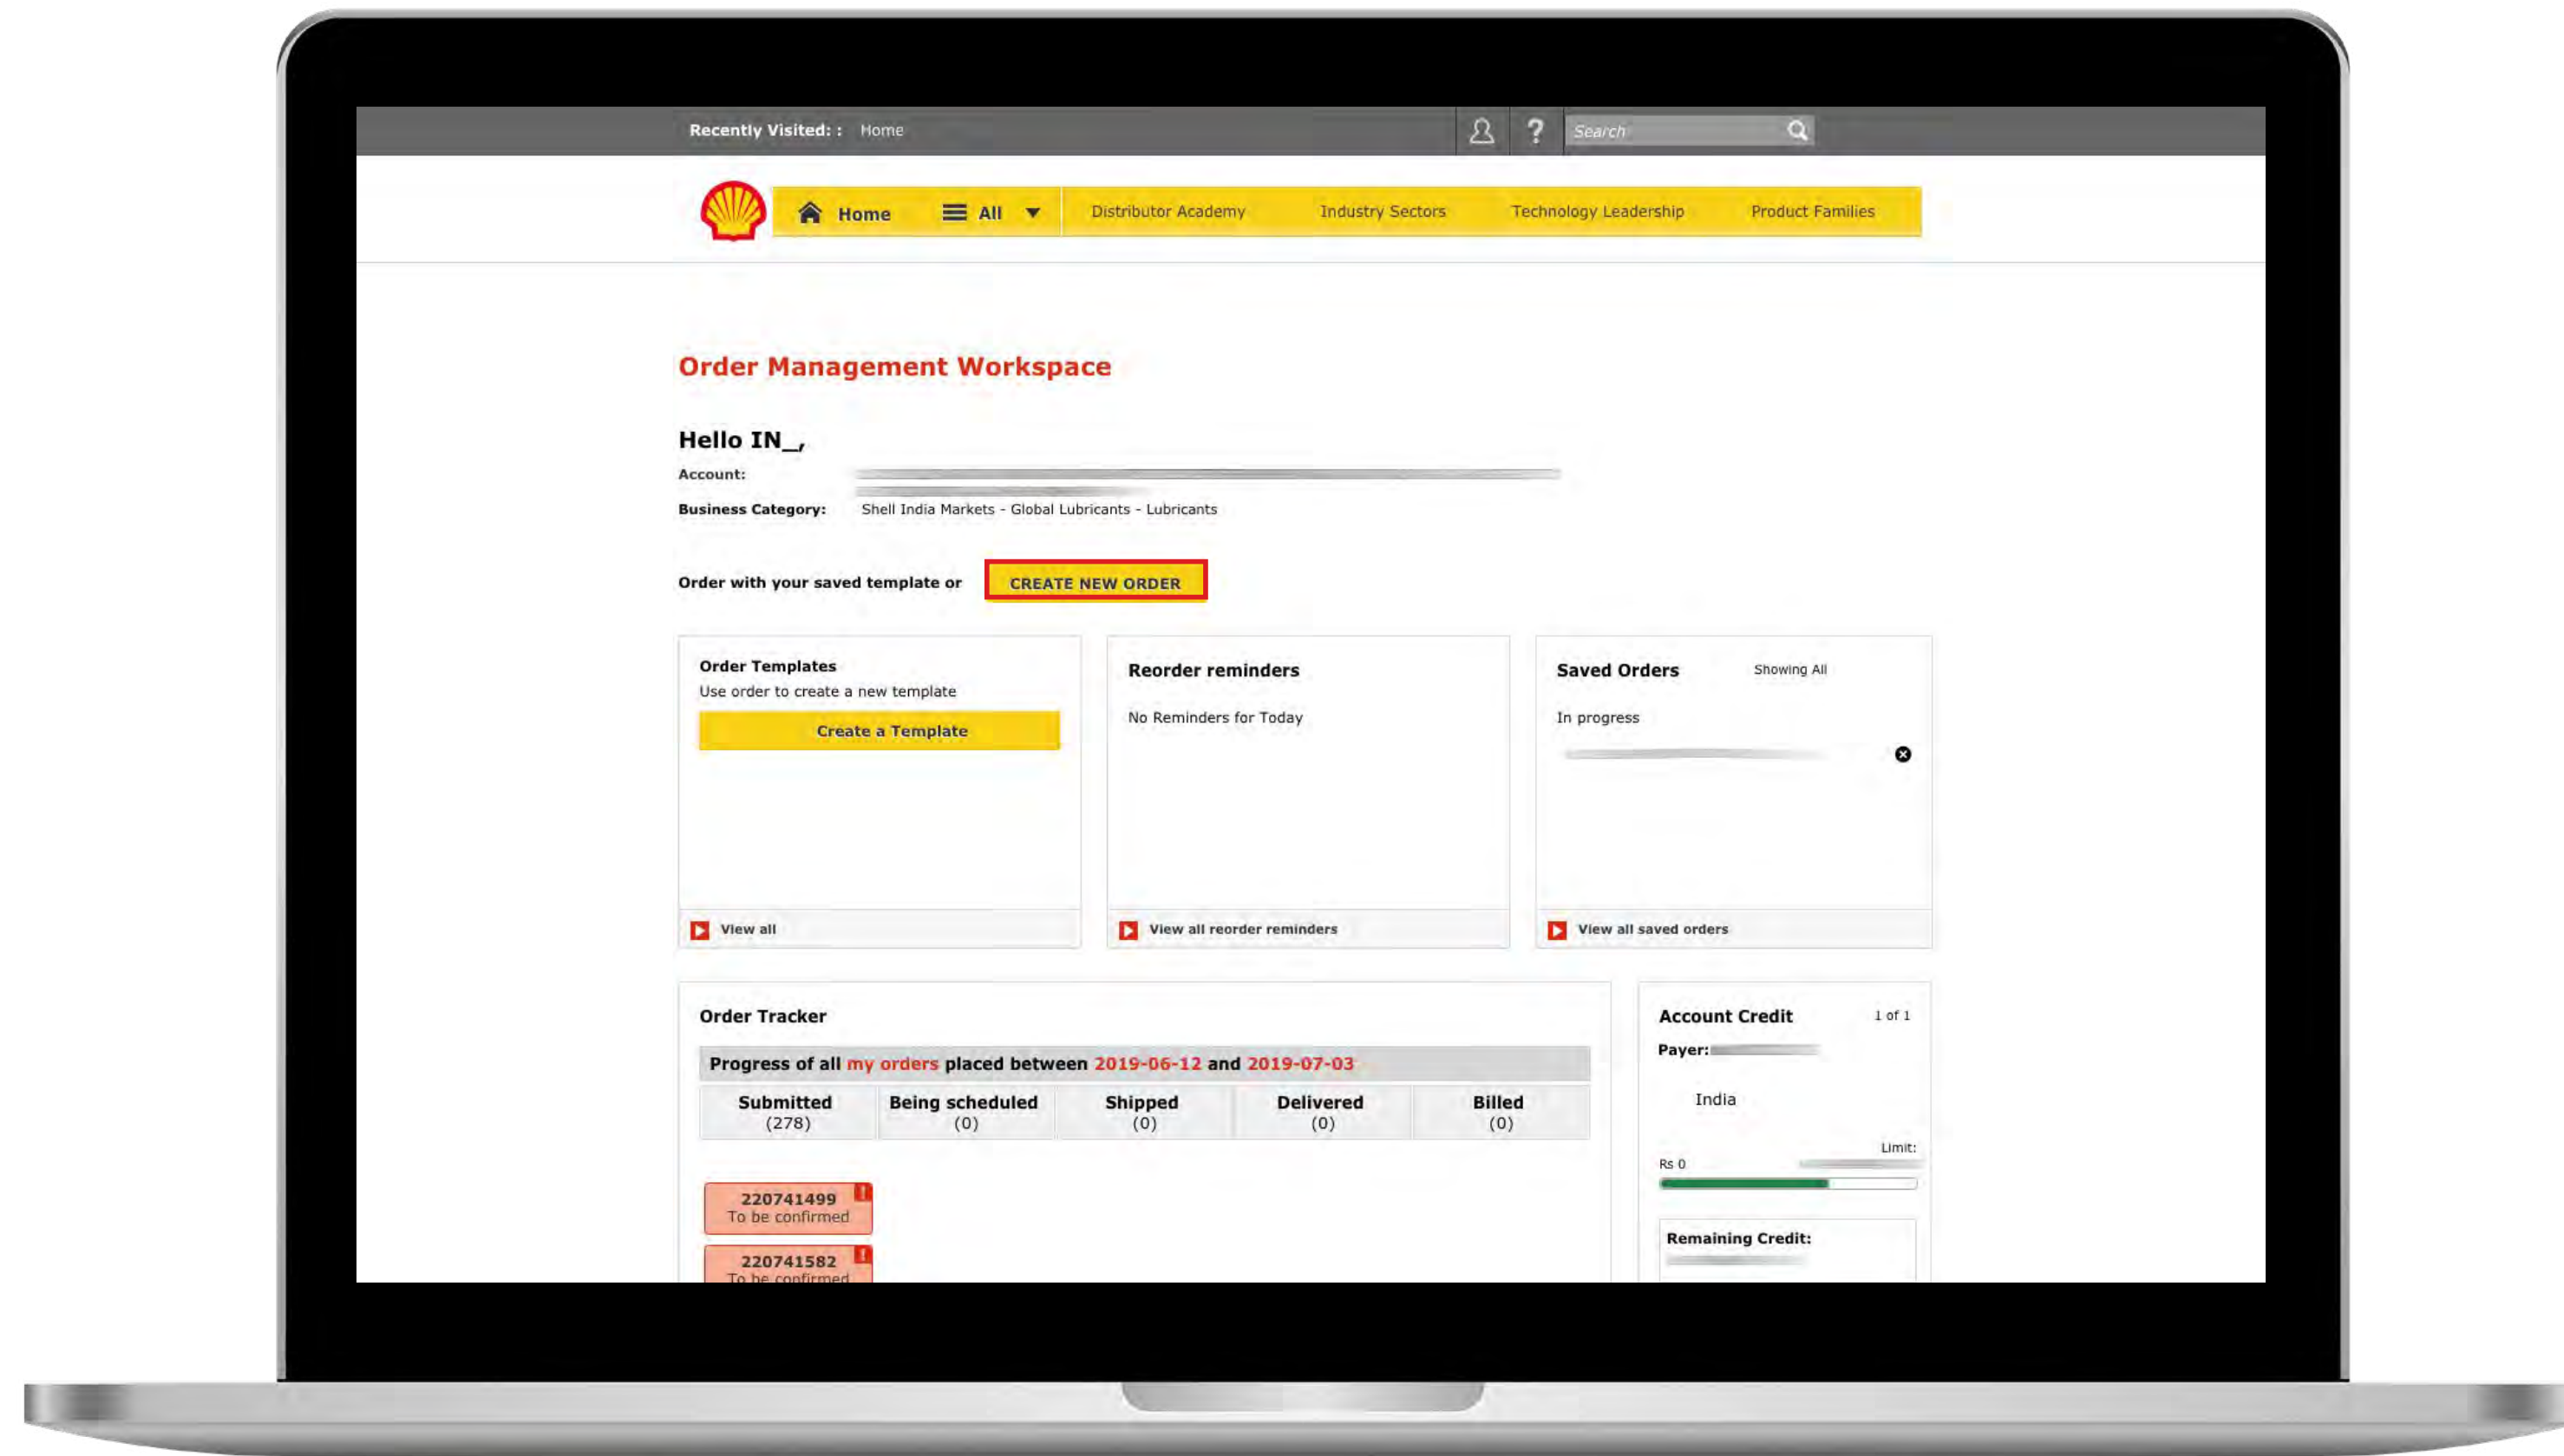 Recently Visited: : Home
? Search
Home All Distributor Academy Industry Sectors Technology Leadership Product Families
Order Management Workspace
Hello IN_,
Account:
Business Category: Shell India Markets - Global Lubricants - Lubricants
Order with your saved template or CREATE NEW ORDER
Order Templates
Use order to create a new template
Create a Template
View all
Reorder reminders
No Reminders for Today
View all reorder reminders
Saved Orders Showing All
In progress
View all saved orders
Order Tracker
Progress of all my orders placed between 2019-06-12 and 2019-07-03
Submitted Being scheduled Shipped Delivered Billed
(278) (0) (0) (0) (0)
220741499
To be confirmed
220741582
To be confirmed
Account Credit 1 of 1
Payer:
India
Limit:
Rs 0
Remaining Credit: